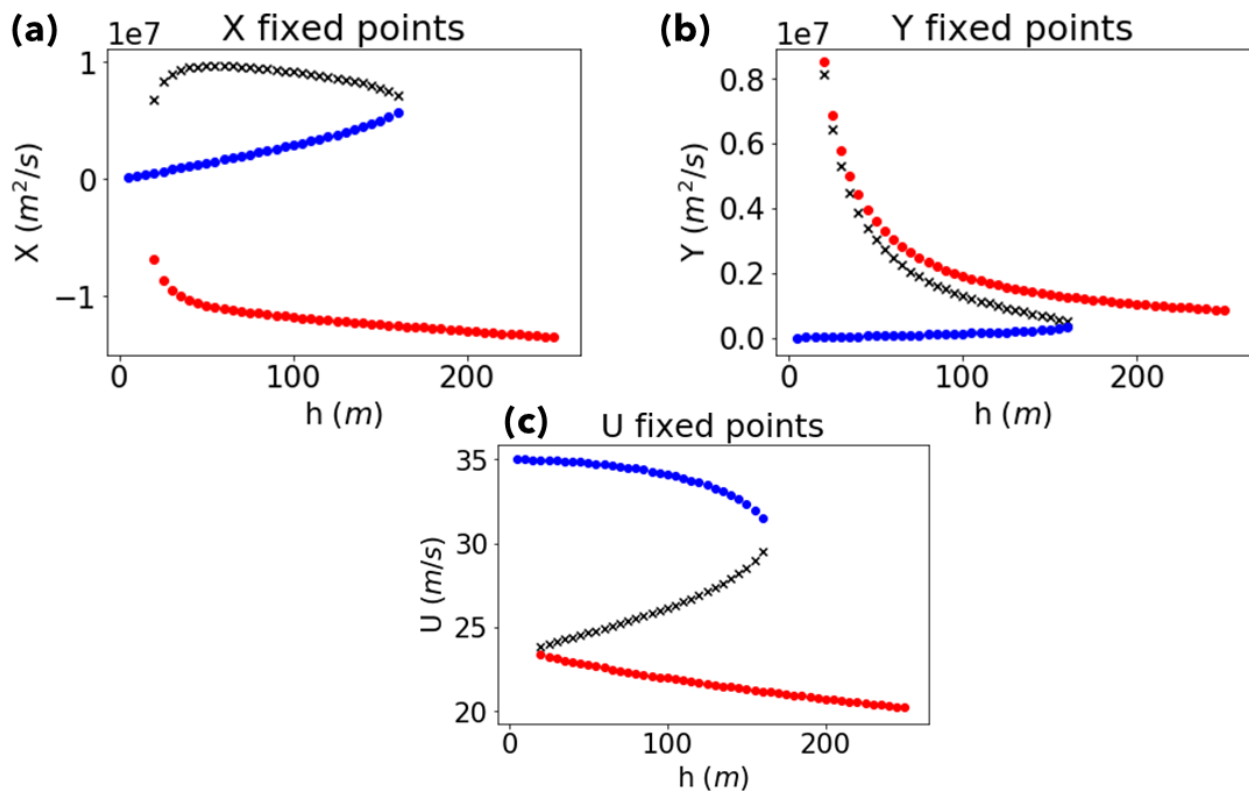 (a)
1e7
X fixed points
X (m²/s)
1
0
−1
0
100
200
h (m)
(b)
1e7
Y fixed points
Y (m²/s)
0.8
0.6
0.4
0.2
0.0
0
100
200
h (m)
(c)
U fixed points
U (m/s)
35
30
25
20
0
100
200
h (m)